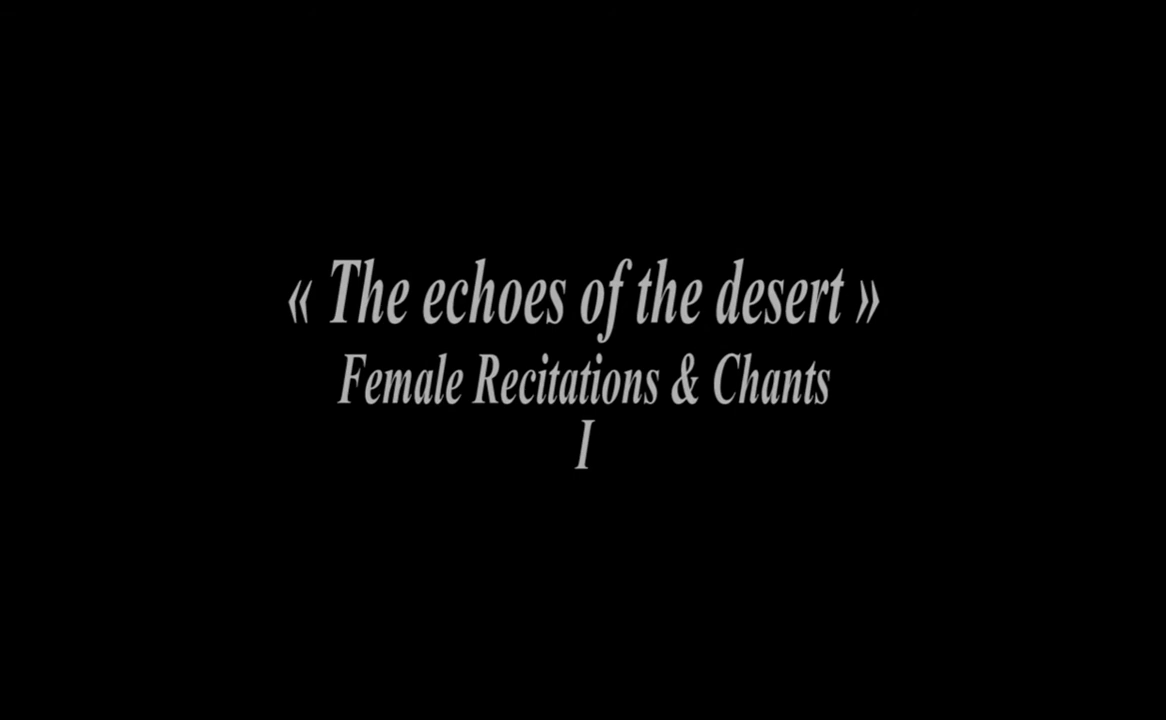 « The echoes of the desert »
Female Recitations & Chants
I